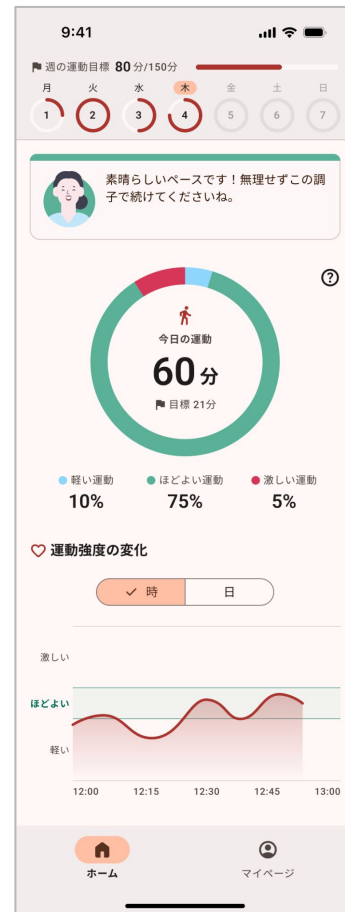 9:41
週の運動目標 80分/150分
月 火 水 木 金 土 日
1 2 3 4 5 6 7
素晴らしいペースです！無理せずこの調
子で続けてくださいね。
今日の運動
60分
目標 21分
軽い運動 ほどよい運動 激しい運動
10% 75% 5%
運動強度の変化
時 日
激しい
ほどよい
軽い
12:00 12:15 12:30 12:45 13:00
ホーム マイページ